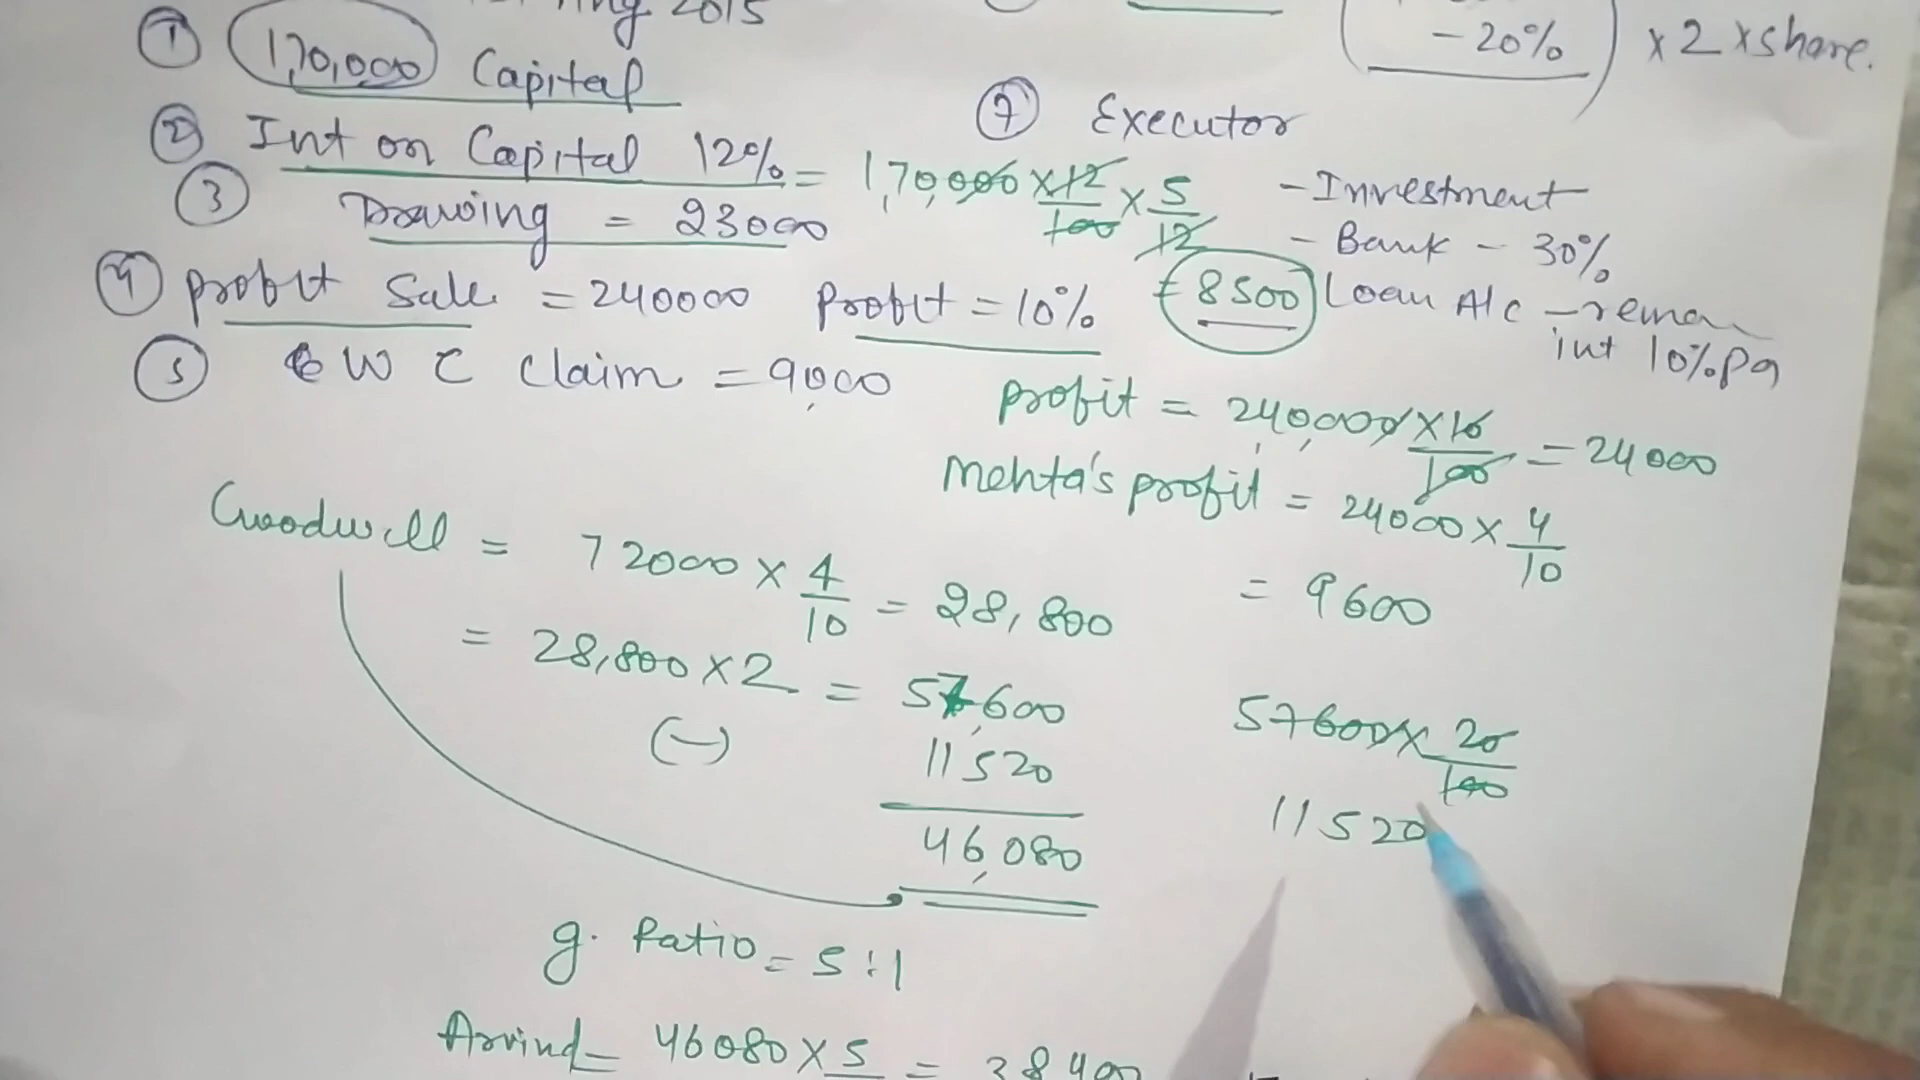 2015
① 1,70,000 Capital
② Int on Capital 12% = 1,70,000 × 12/100 × 5/12
= 8500
③ Drawing = 23000
④ profit Sale = 240000 Profit = 10%
⑤ W C Claim = 9,000
- 20% ) × 2 × share.
⑦ Executor
- Investment
- Bank - 30%
Loan A/c -
int 10% pa
profit = 240,000 × 10/100 = 24000
Mehta's profit = 24000 × 4/10
= 9600
Goodwill = 72000 × 4/10 = 28,800
= 28,800 × 2 = 57,600
(-) 11520
46,080
57600 × 20/100
11520
g. Ratio = 5:1
Arvind = 46080 × 5 = 38400